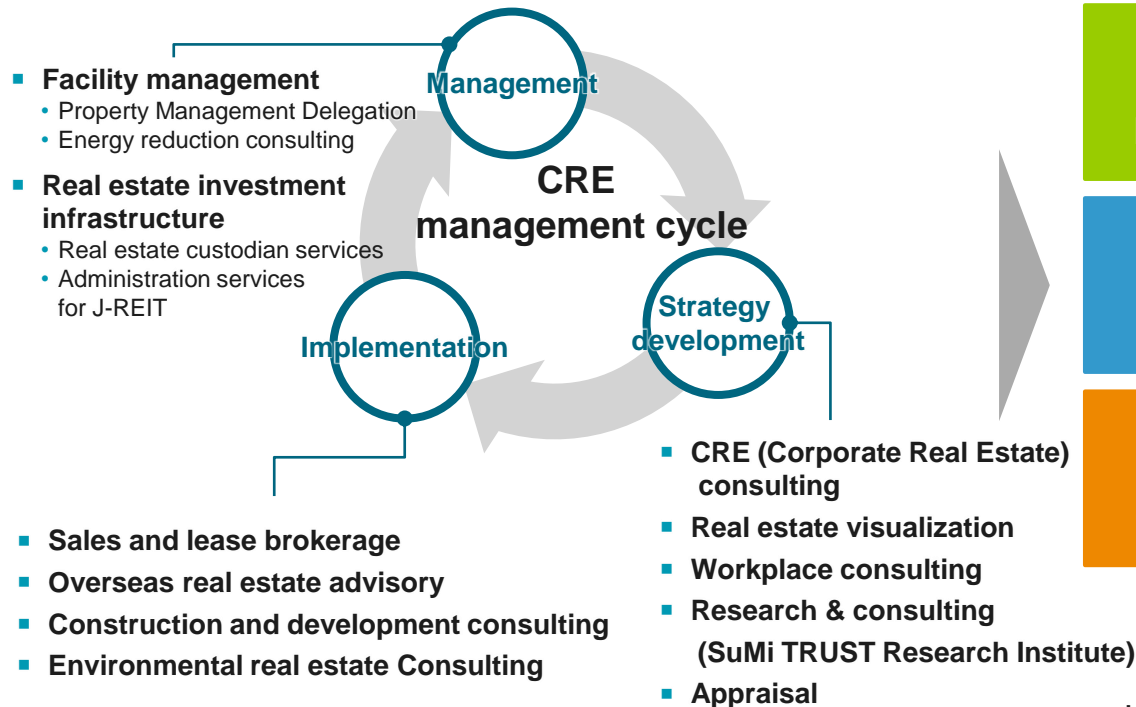 Management
▪ Facility management
• Property Management Delegation
• Energy reduction consulting
▪ Real estate investment
infrastructure
• Real estate custodian services
• Administration services
for J-REIT
CRE
management cycle
Strategy
development
Implementation
▪ CRE (Corporate Real Estate)
consulting
▪ Real estate visualization
▪ Workplace consulting
▪ Research & consulting
(SuMi TRUST Research Institute)
▪ Appraisal
▪ Sales and lease brokerage
▪ Overseas real estate advisory
▪ Construction and development consulting
▪ Environmental real estate Consulting